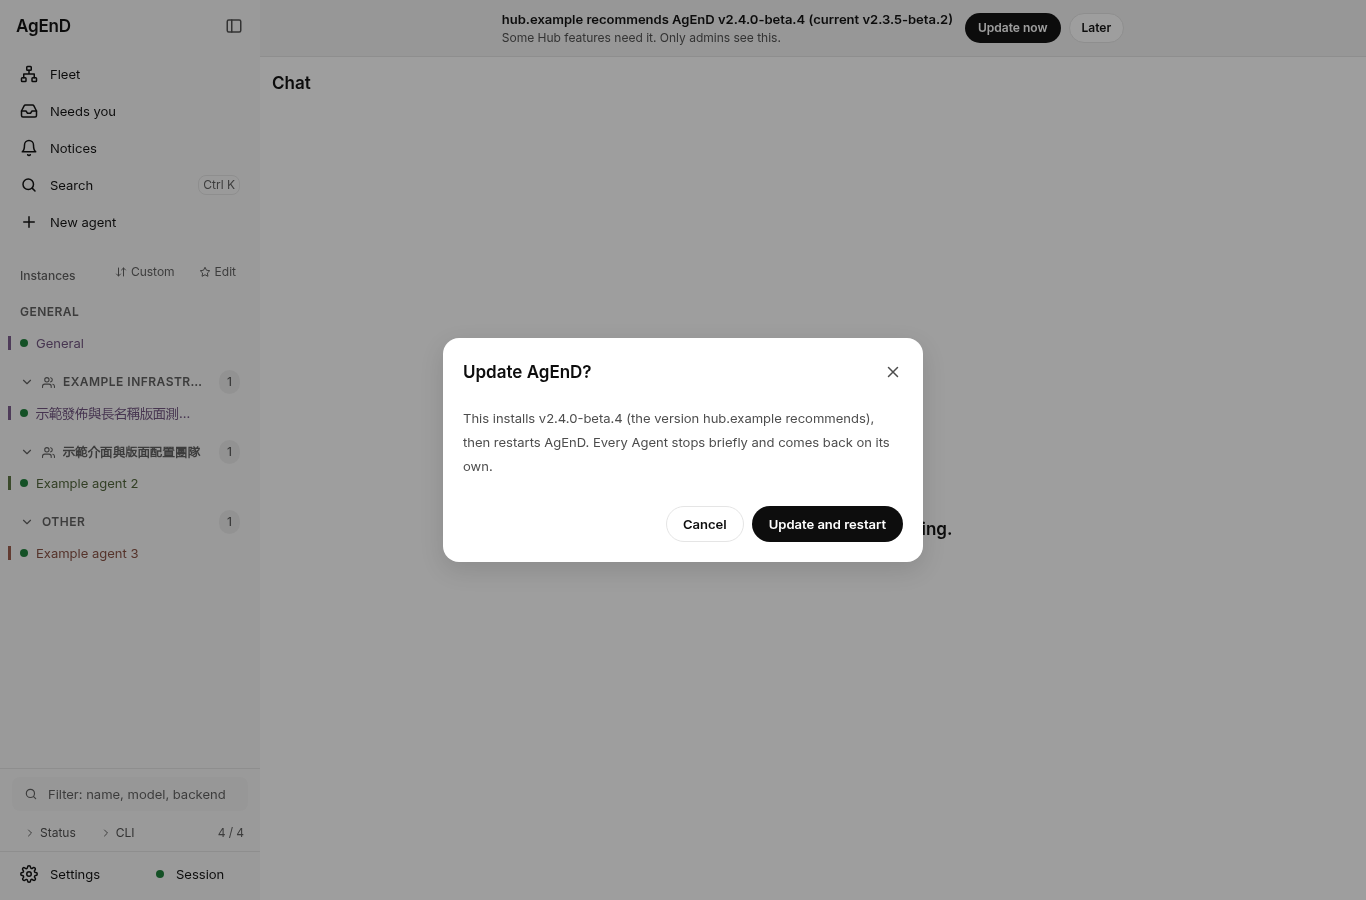 AgEnD
Fleet
Needs you
Notices
Search
Ctrl K
New agent
Instances
Custom
Edit
GENERAL
General
EXAMPLE INFRASTR...
1
示範發佈與長名稱版面測...
示範介面與版面配置團隊
1
Example agent 2
OTHER
1
Example agent 3
Filter: name, model, backend
Status
CLI
4 / 4
Settings
Session
hub.example recommends AgEnD v2.4.0-beta.4 (current v2.3.5-beta.2)
Some Hub features need it. Only admins see this.
Update now
Later
Chat
Update AgEnD?
This installs v2.4.0-beta.4 (the version hub.example recommends),
then restarts AgEnD. Every Agent stops briefly and comes back on its
own.
Cancel
Update and restart
ing.